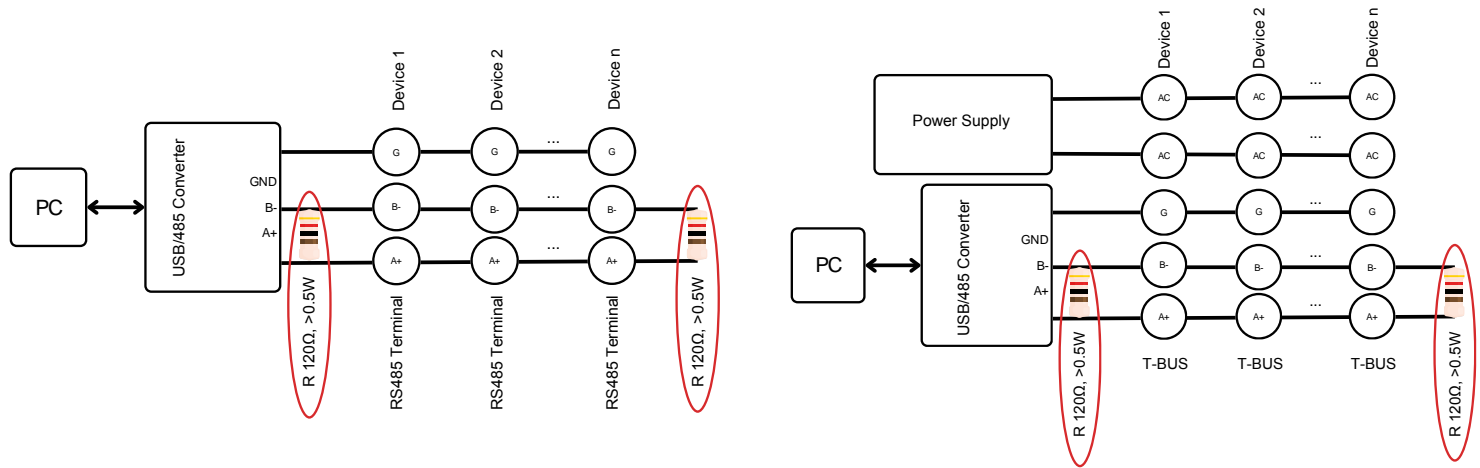 Device 1
Device 2
Device n
PC
USB/485 Converter
GND
B-
A+
G
G
...
G
B-
B-
...
B-
A+
A+
...
A+
R 120Ω, >0.5W
RS485 Terminal
RS485 Terminal
RS485 Terminal
R 120Ω, >0.5W
Device 1
Device 2
Device n
Power Supply
AC
AC
...
AC
AC
AC
...
AC
PC
USB/485 Converter
GND
B-
A+
G
G
...
G
B-
B-
...
B-
A+
A+
...
A+
R 120Ω, >0.5W
T-BUS
T-BUS
T-BUS
R 120Ω, >0.5W